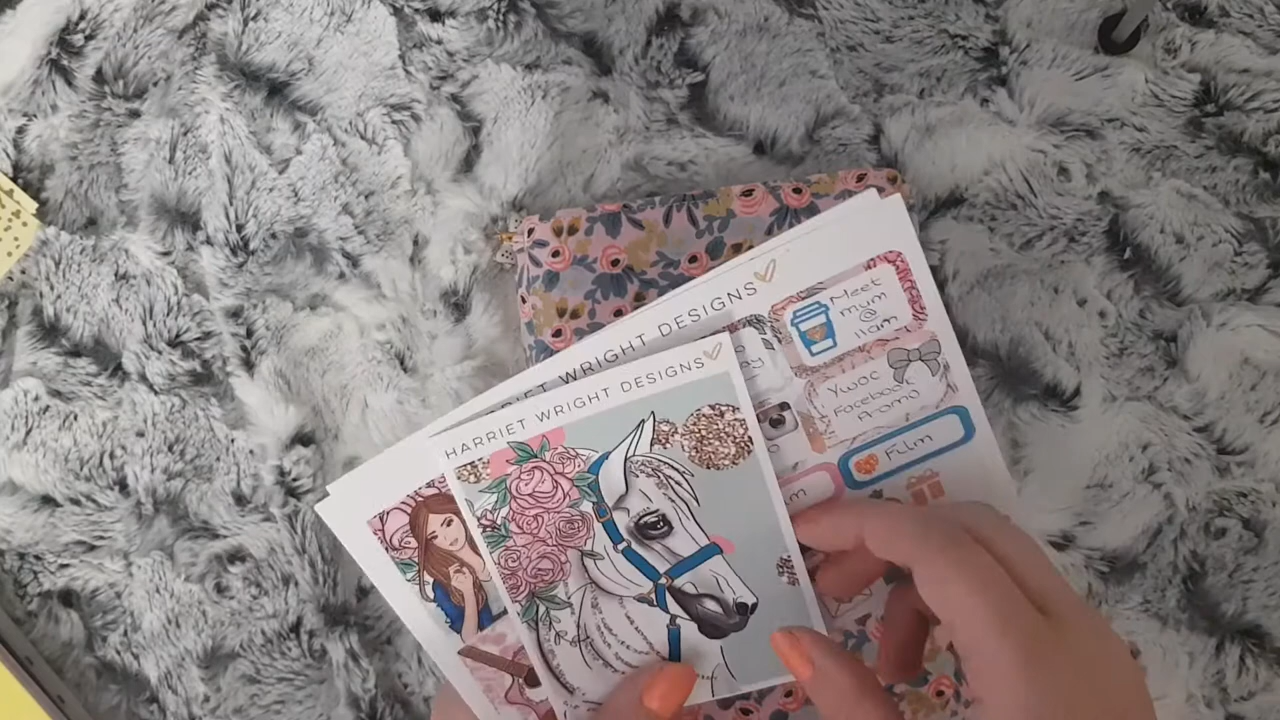 HARRIET WRIGHT DESIGNS
HARRIET WRIGHT DESIGNS
Meet
mum
@
11am
YWOC
Facebook
Promo
Film